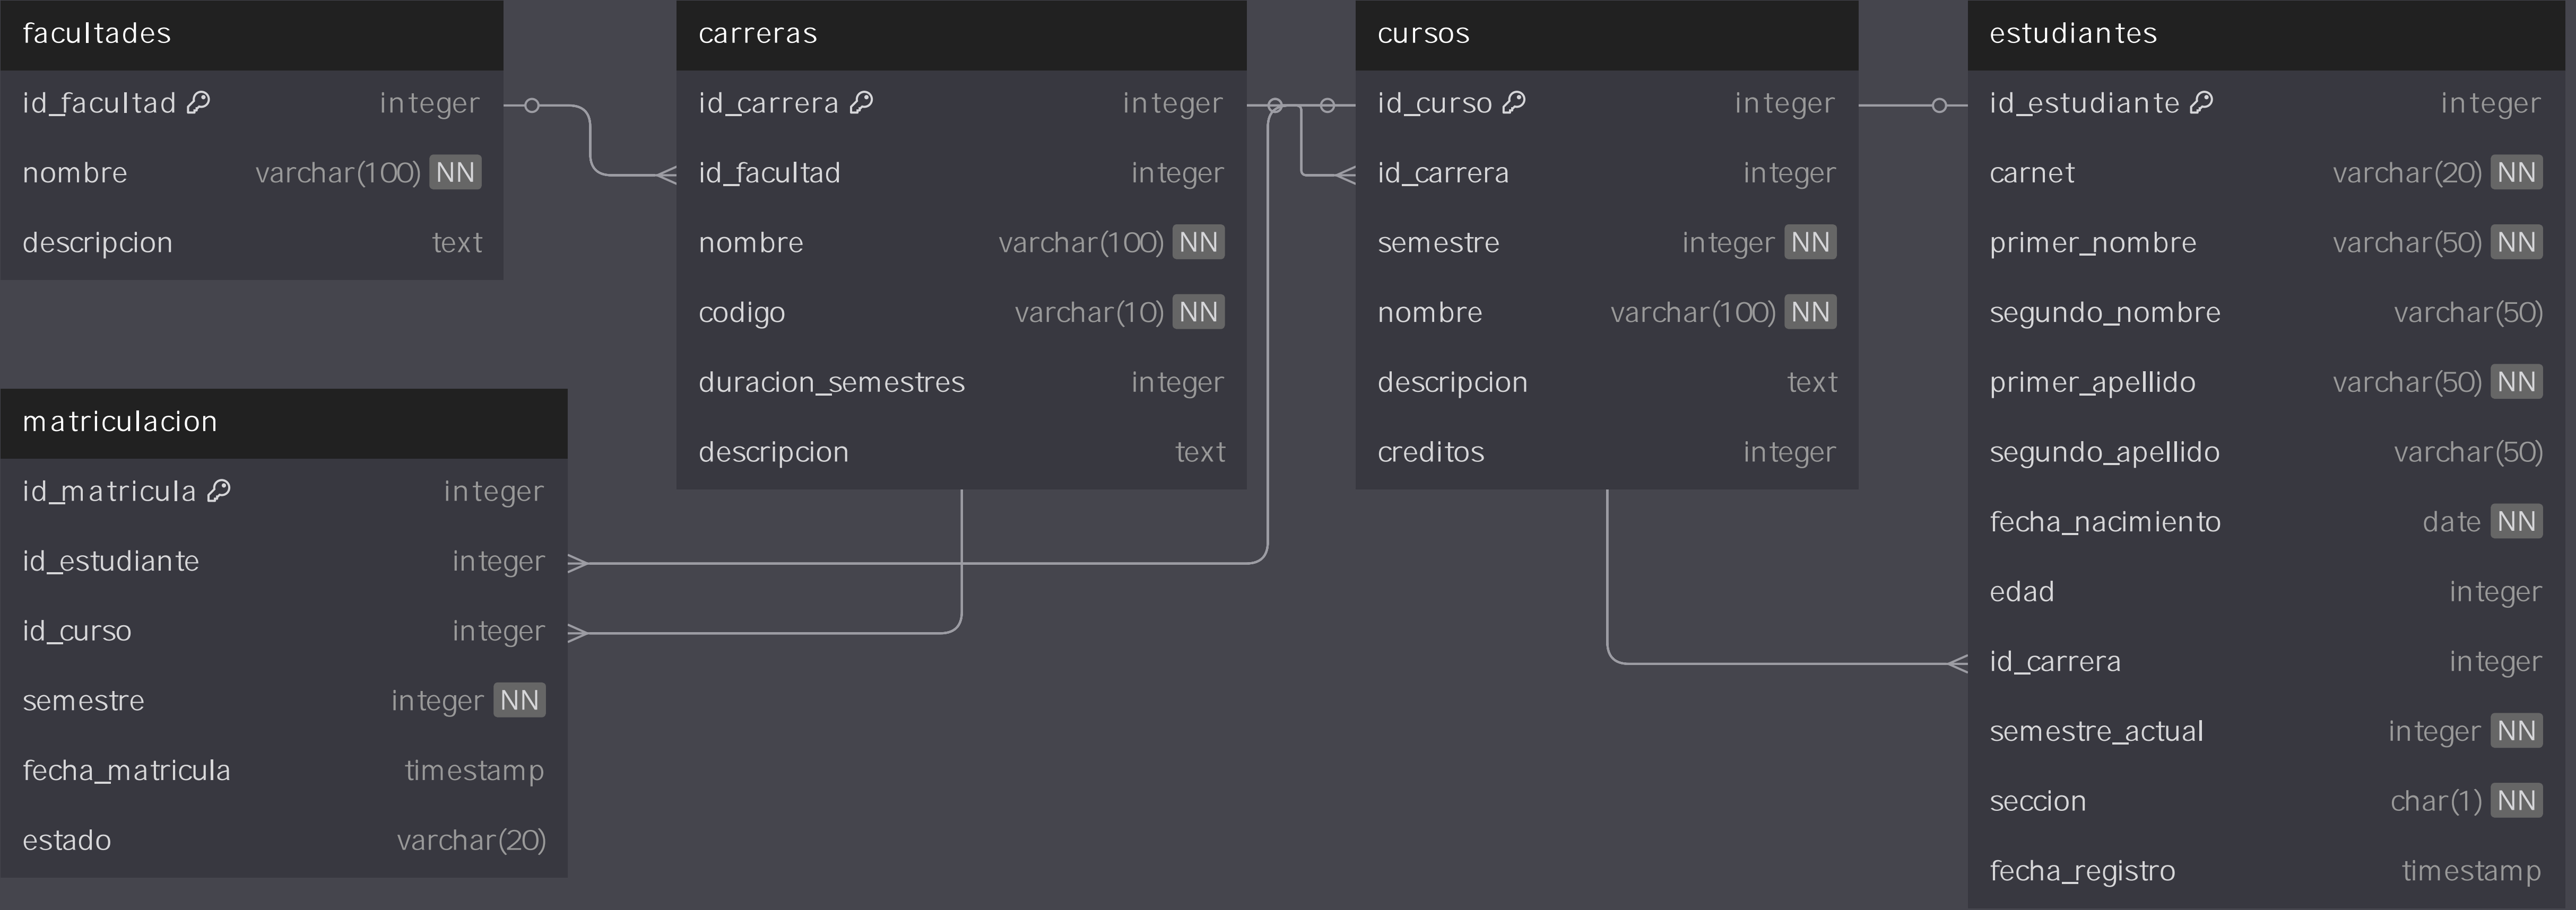 facultades
id_facultad integer
nombre varchar(100) NN
descripcion text
carreras
id_carrera integer
id_facultad integer
nombre varchar(100) NN
codigo varchar(10) NN
duracion_semestres integer
descripcion text
cursos
id_curso integer
id_carrera integer
semestre integer NN
nombre varchar(100) NN
descripcion text
creditos integer
estudiantes
id_estudiante integer
carnet varchar(20) NN
primer_nombre varchar(50) NN
segundo_nombre varchar(50)
primer_apellido varchar(50) NN
segundo_apellido varchar(50)
fecha_nacimiento date NN
edad integer
id_carrera integer
semestre_actual integer NN
seccion char(1) NN
fecha_registro timestamp
matriculacion
id_matricula integer
id_estudiante integer
id_curso integer
semestre integer NN
fecha_matricula timestamp
estado varchar(20)